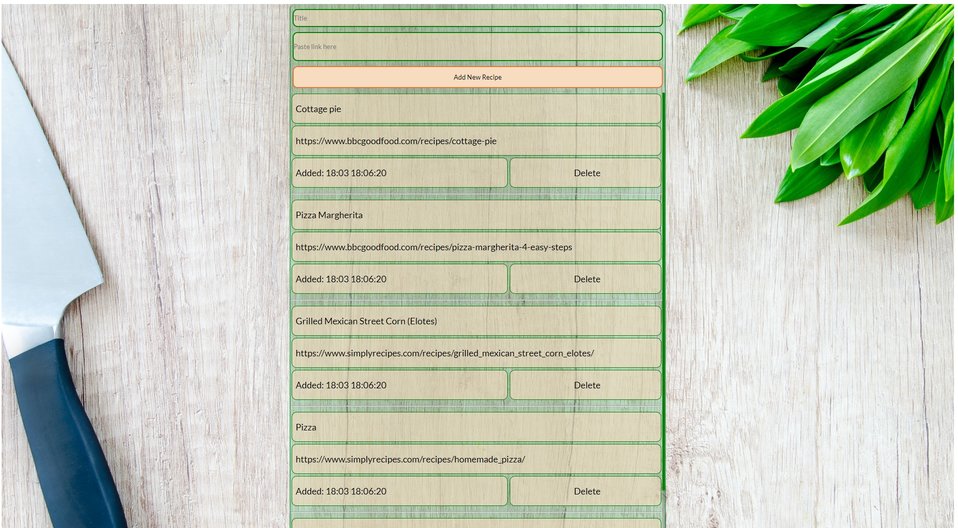 Title
Paste link here
Add New Recipe
Cottage pie
https://www.bbcgoodfood.com/recipes/cottage-pie
Added: 18:03 18:06:20 Delete
Pizza Margherita
https://www.bbcgoodfood.com/recipes/pizza-margherita-4-easy-steps
Added: 18:03 18:06:20 Delete
Grilled Mexican Street Corn (Elotes)
https://www.simplyrecipes.com/recipes/grilled_mexican_street_corn_elotes/
Added: 18:03 18:06:20 Delete
Pizza
https://www.simplyrecipes.com/recipes/homemade_pizza/
Added: 18:03 18:06:20 Delete